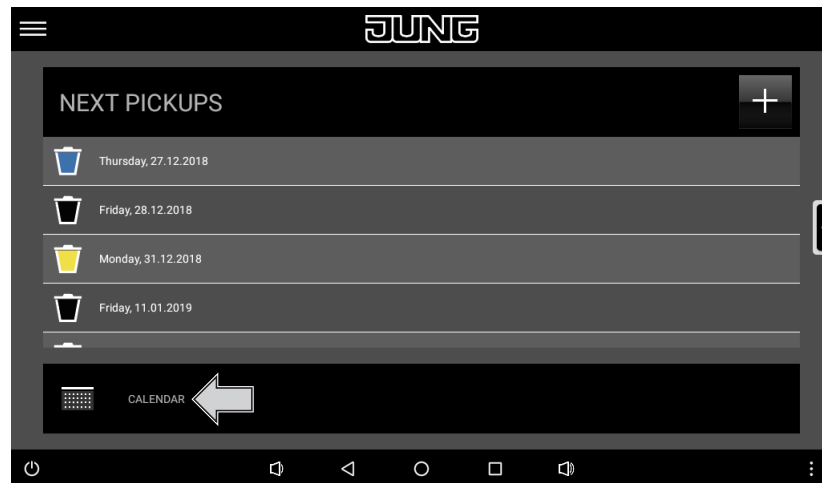 JUNG
NEXT PICKUPS
Thursday, 27.12.2018
Friday, 28.12.2018
Monday, 31.12.2018
Friday, 11.01.2019
CALENDAR